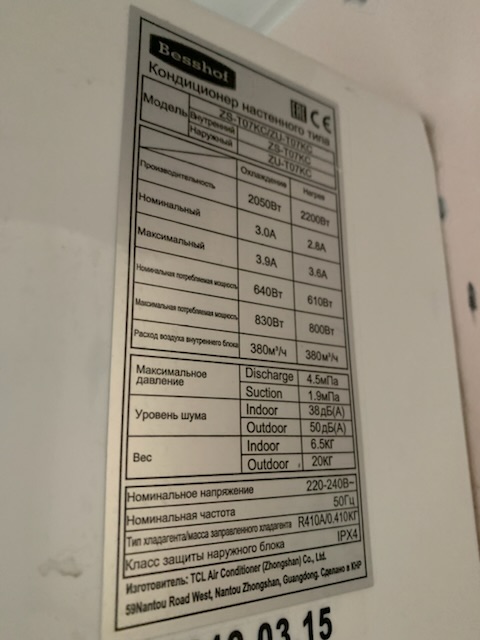 Besshof
Кондиционер настенного типа
CE
Модель ZS-T07KC/ZU-T07KC
Внутренний ZS-T07KC
Наружный ZU-T07KC
Охлаждение Нагрев
Производительность 2050Вт 2200Вт
Номинальный 3.0A 2.8A
Максимальный 3.9A 3.6A
Номинальная потребляемая мощность 640Вт 610Вт
Максимальная потребляемая мощность 830Вт 800Вт
Расход воздуха внутреннего блока 380м³/ч 380м³/ч
Максимальное давление Discharge 4.5мПа
Suction 1.9мПа
Уровень шума Indoor 38дБ(А)
Outdoor 50дБ(А)
Вес Indoor 6.5КГ
Outdoor 20КГ
Номинальное напряжение 220-240В~
Номинальная частота 50Гц
Тип хладагента/масса заправленного хладагента R410A/0.410КГ
Класс защиты наружного блока IPX4
Изготовитель: TCL Air Conditioner (Zhongshan) Co., Ltd.
59Nantou Road West, Nantou Zhongshan, Guangdong. Сделано в КНР
03 15